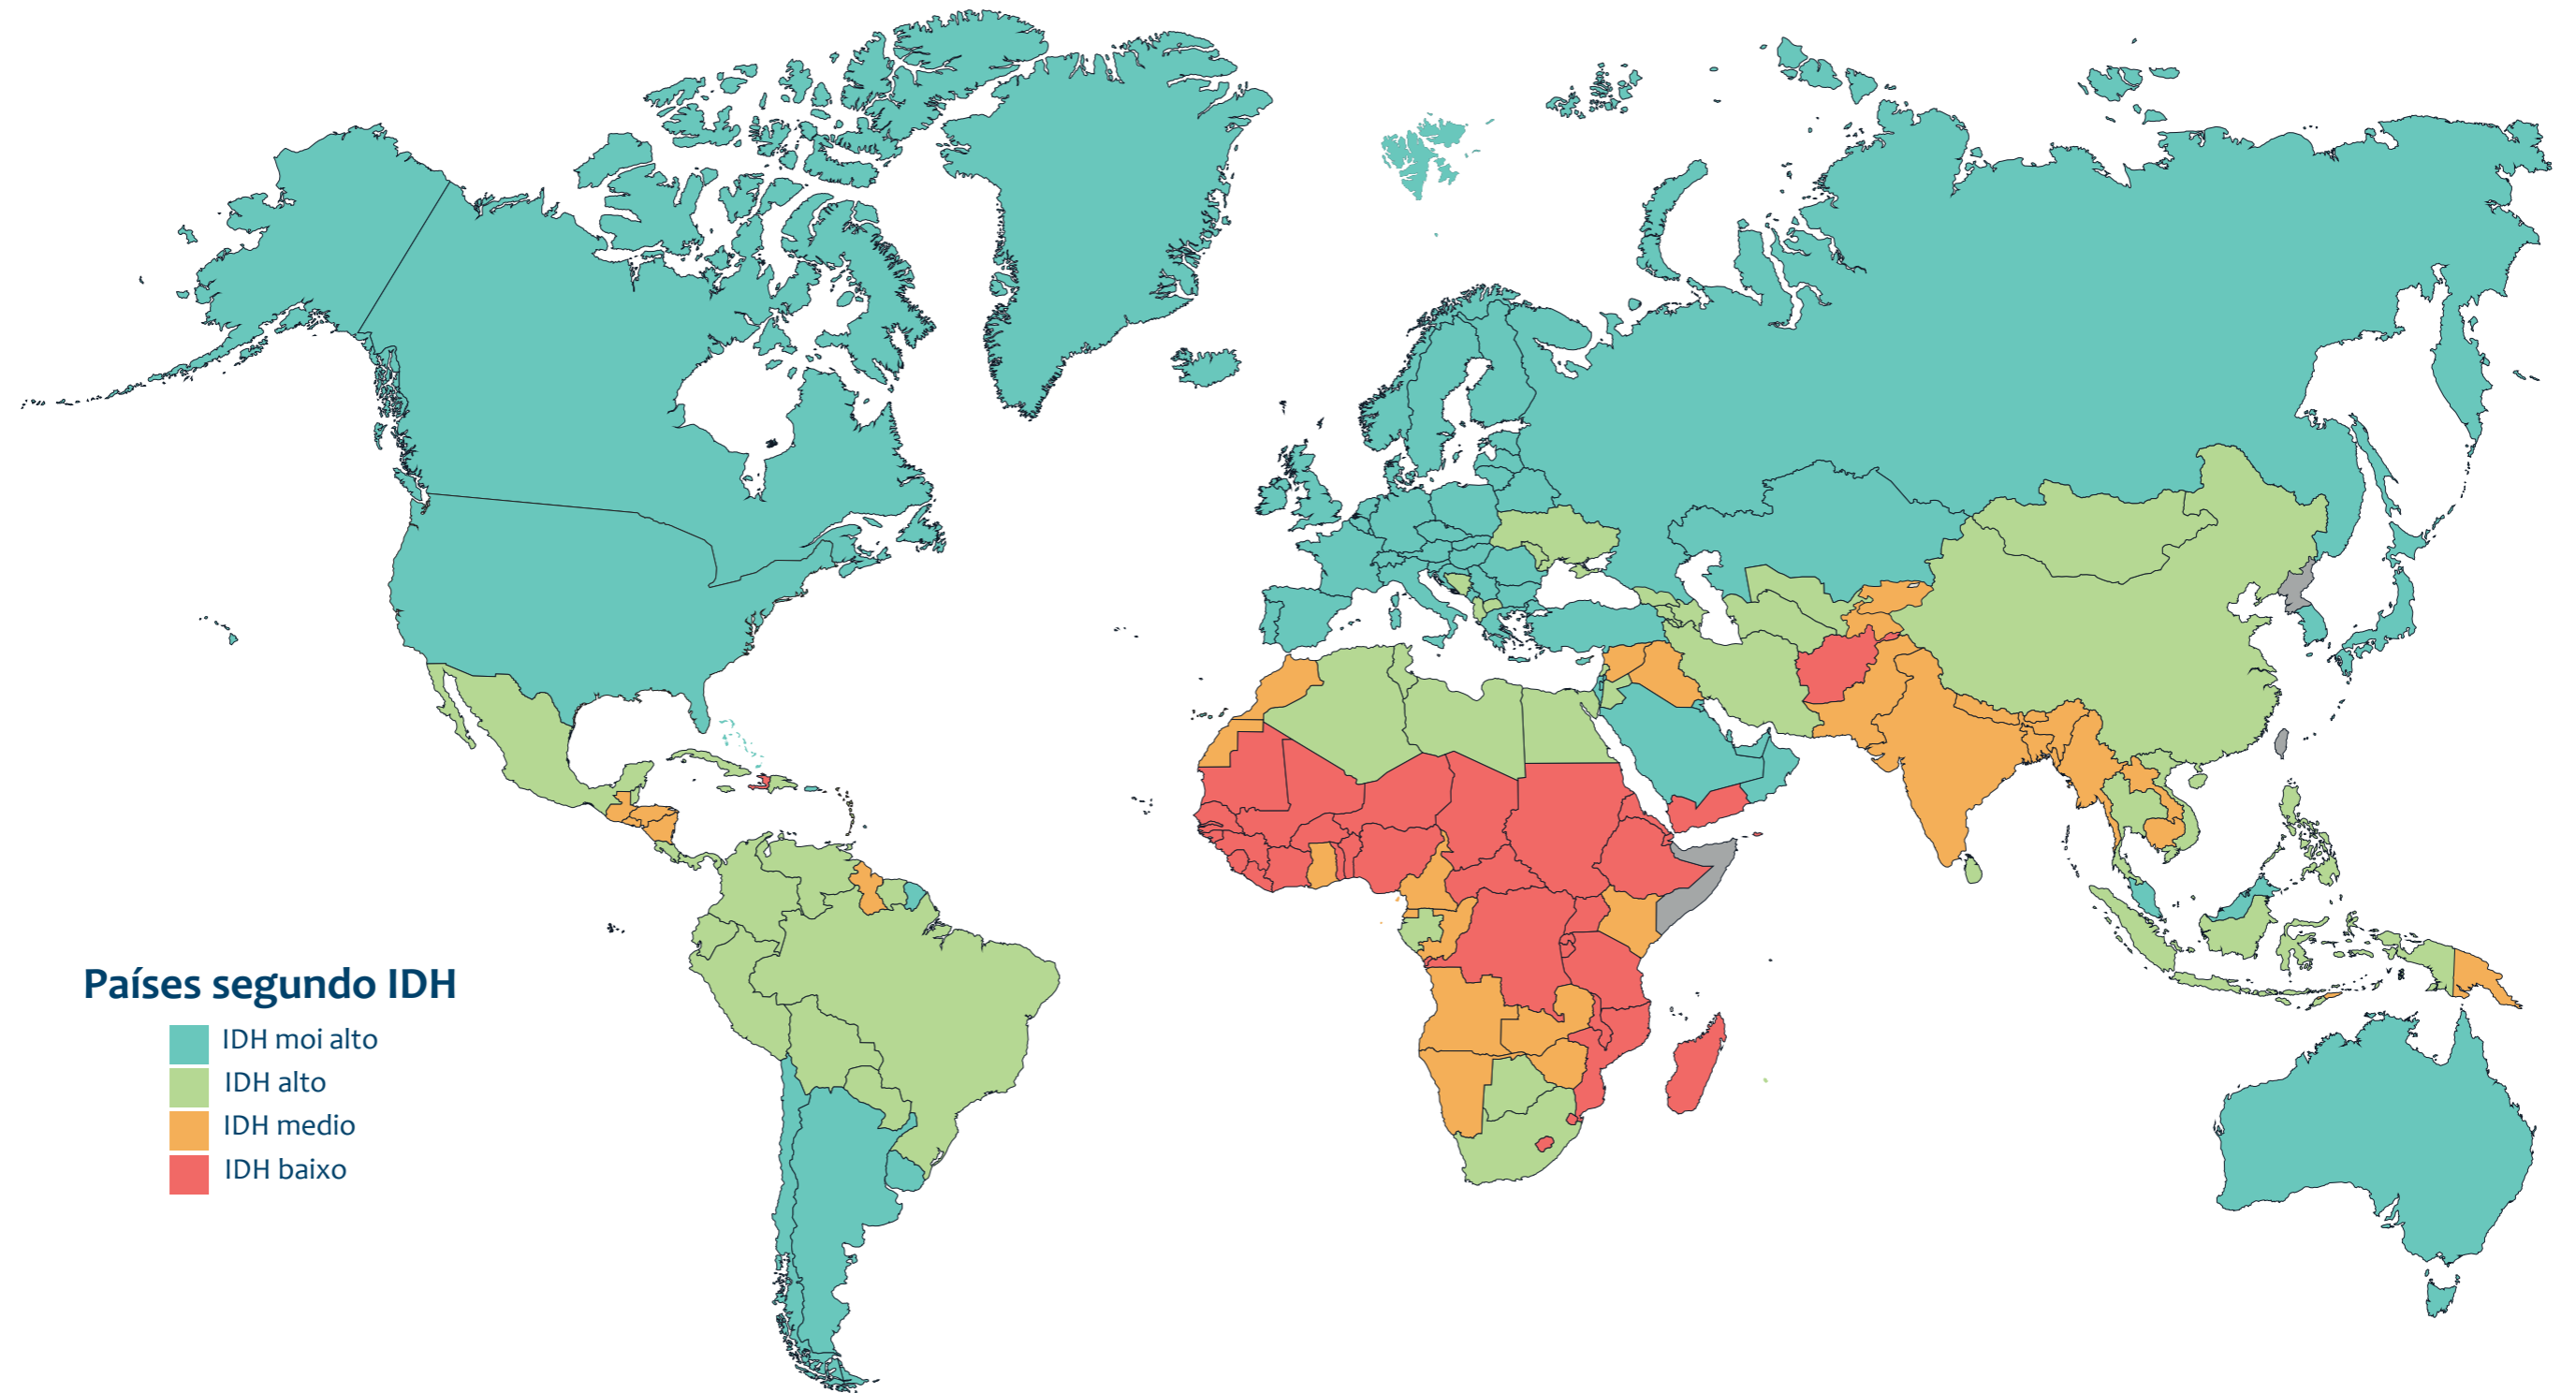 Países segundo IDH
IDH moi alto
IDH alto
IDH medio
IDH baixo